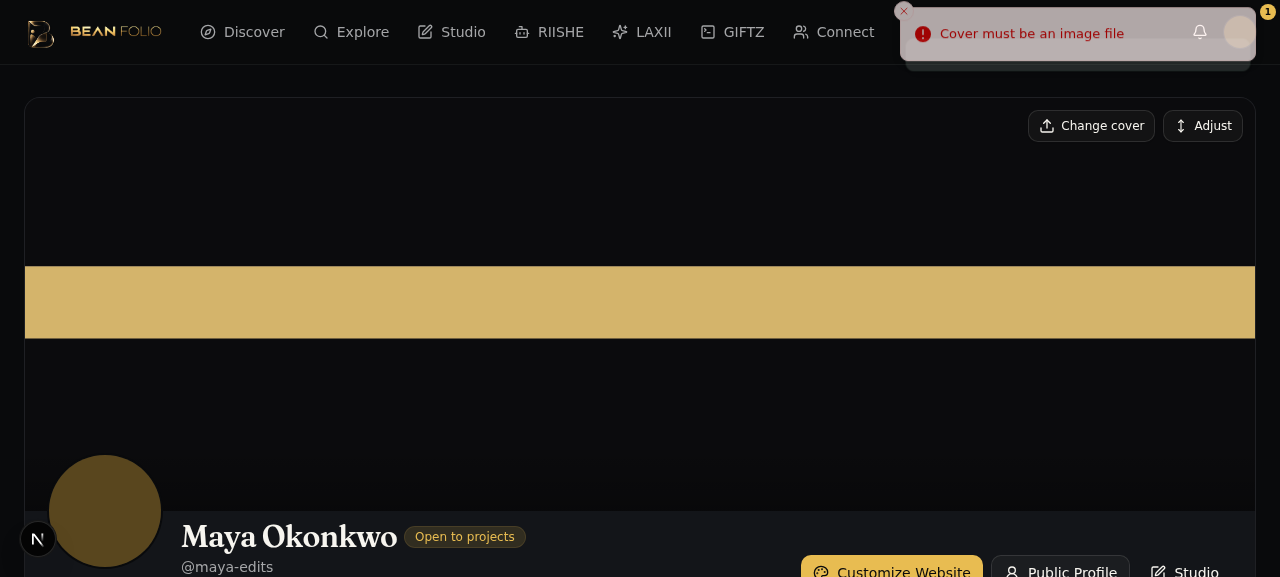 BEAN FOLIO
Discover
Explore
Studio
RIISHE
LAXII
GIFTZ
Connect
Cover must be an image file
1
Change cover
Adjust
N
Maya Okonkwo
Open to projects
@maya-edits
Customize Website
Public Profile
Studio